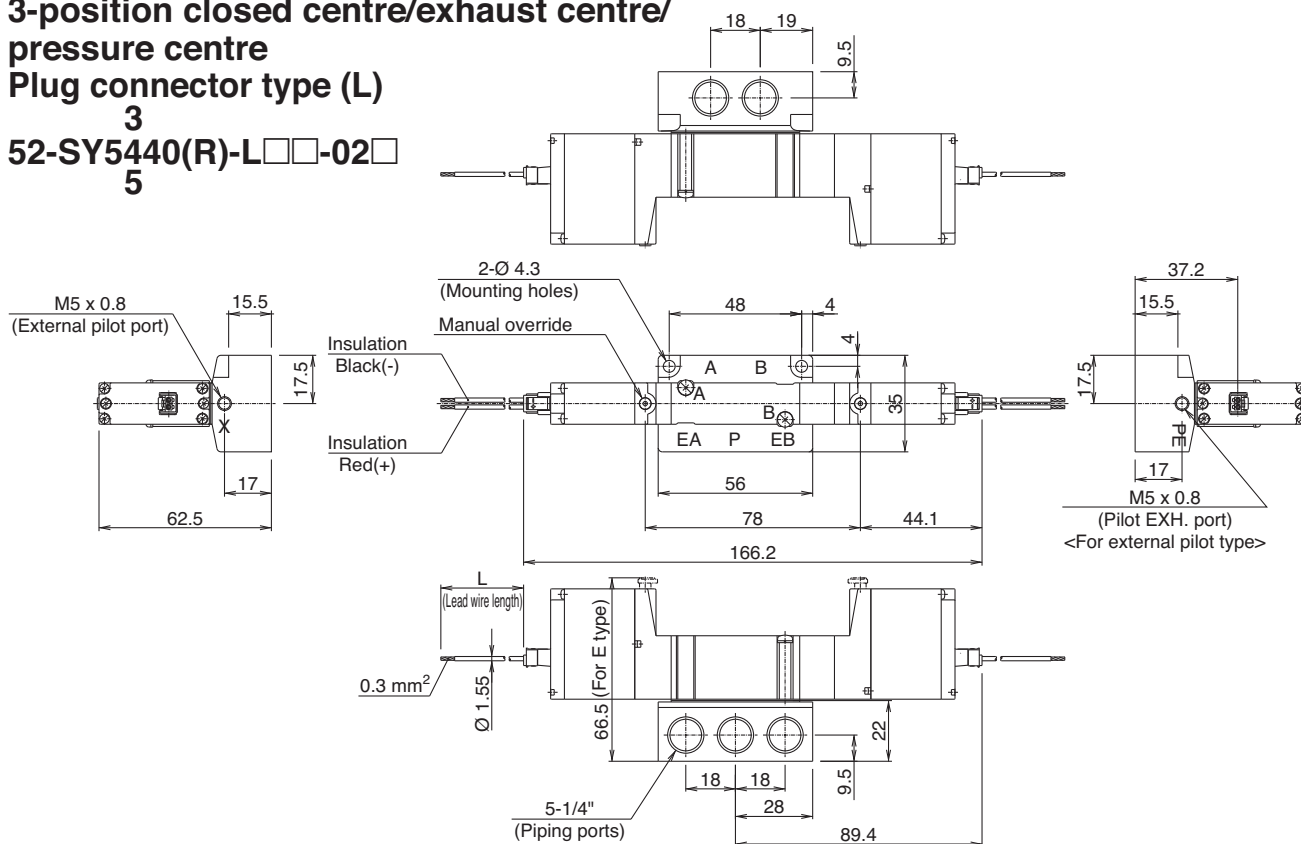 3-position closed centre/exhaust centre/
pressure centre
Plug connector type (L)
3
52-SY5440(R)-L□□-02□
5
18
19
9.5
2-Ø 4.3
(Mounting holes)
Manual override
48
4
4
A B
A
B
EA P EB
35
56
78
44.1
166.2
M5 x 0.8
(External pilot port)
15.5
17.5
X
17
62.5
Insulation
Black(-)
Insulation
Red(+)
37.2
15.5
17.5
PE
17
M5 x 0.8
(Pilot EXH. port)
<For external pilot type>
L
(Lead wire length)
0.3 mm²
Ø 1.55
66.5 (For E type)
22
9.5
18
18
28
89.4
5-1/4"
(Piping ports)